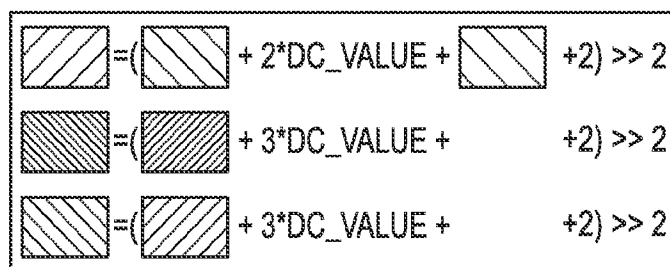 =( + 2*DC_VALUE + +2) >> 2
=( + 3*DC_VALUE + +2) >> 2
=( + 3*DC_VALUE + +2) >> 2